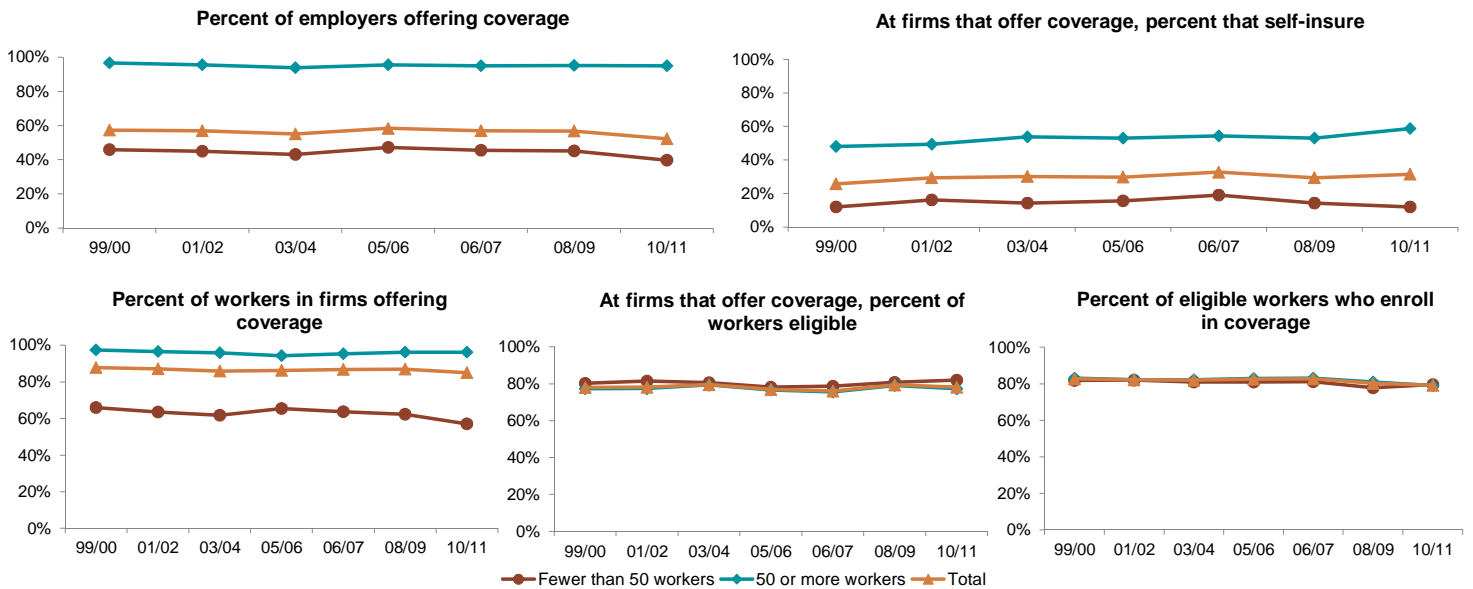 Percent of employers offering coverage
100%
80%
60%
40%
20%
0%
99/00 01/02 03/04 05/06 06/07 08/09 10/11
At firms that offer coverage, percent that self-insure
100%
80%
60%
40%
20%
0%
99/00 01/02 03/04 05/06 06/07 08/09 10/11
Percent of workers in firms offering
coverage
100%
80%
60%
40%
20%
0%
99/00 01/02 03/04 05/06 06/07 08/09 10/11
At firms that offer coverage, percent of
workers eligible
100%
80%
60%
40%
20%
0%
99/00 01/02 03/04 05/06 06/07 08/09 10/11
Percent of eligible workers who enroll
in coverage
100%
80%
60%
40%
20%
0%
99/00 01/02 03/04 05/06 06/07 08/09 10/11
Fewer than 50 workers 50 or more workers Total